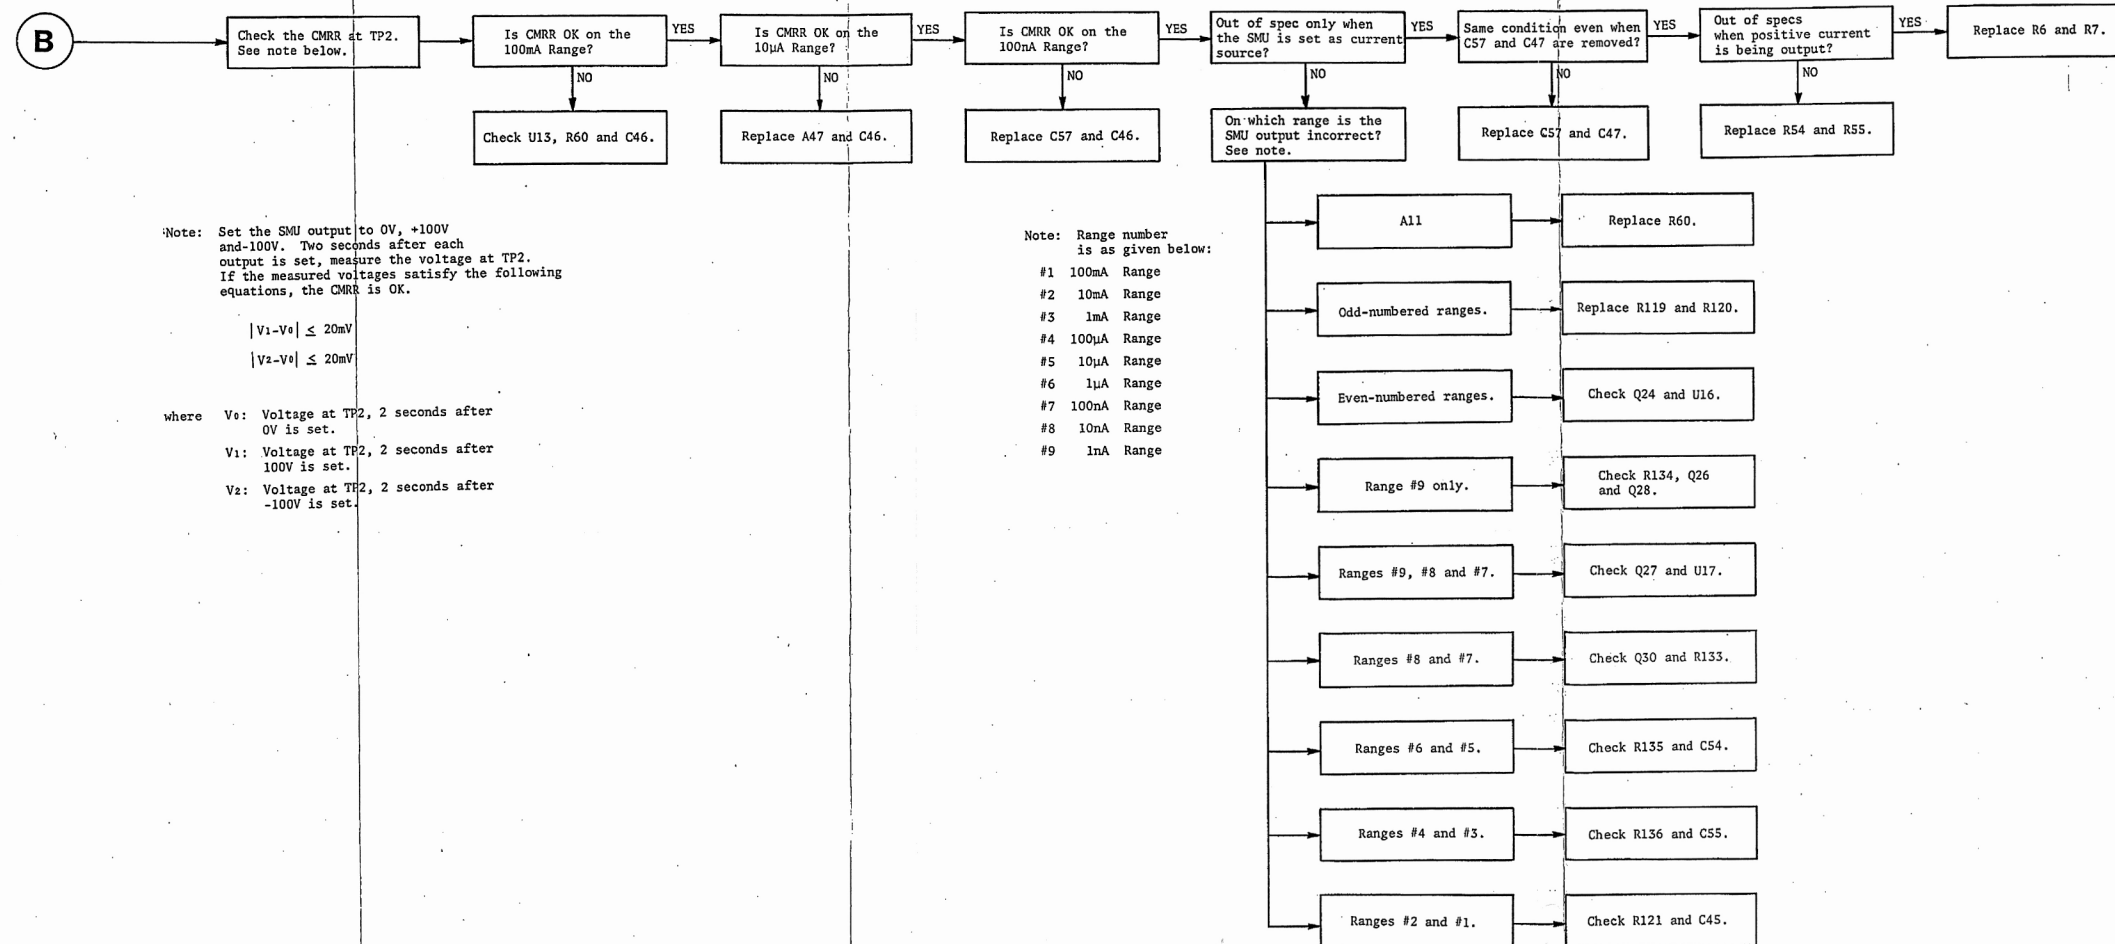 B
Check the CMRR at TP2.
See note below.
Is CMRR OK on the
100mA Range?
YES
Is CMRR OK on the
10µA Range?
YES
Is CMRR OK on the
100nA Range?
YES
Out of spec only when
the SMU is set as current
source?
YES
Same condition even when
C57 and C47 are removed?
YES
Out of specs
when positive current
is being output?
YES
Replace R6 and R7.
NO
NO
NO
NO
NO
NO
Check U13, R60 and C46.
Replace A47 and C46.
Replace C57 and C46.
On which range is the
SMU output incorrect?
See note.
Replace C57 and C47.
Replace R54 and R55.
Note: Set the SMU output to 0V, +100V
and-100V. Two seconds after each
output is set, measure the voltage at TP2.
If the measured voltages satisfy the following
equations, the CMRR is OK.
|V1-V0| ≤ 20mV
|V2-V0| ≤ 20mV
where V0: Voltage at TP2, 2 seconds after
0V is set.
V1: Voltage at TP2, 2 seconds after
100V is set.
V2: Voltage at TP2, 2 seconds after
-100V is set.
Note: Range number
is as given below:
#1 100mA Range
#2 10mA Range
#3 1mA Range
#4 100µA Range
#5 10µA Range
#6 1µA Range
#7 100nA Range
#8 10nA Range
#9 1nA Range
All
Replace R60.
Odd-numbered ranges.
Replace R119 and R120.
Even-numbered ranges.
Check Q24 and U16.
Range #9 only.
Check R134, Q26
and Q28.
Ranges #9, #8 and #7.
Check Q27 and U17.
Ranges #8 and #7.
Check Q30 and R133.
Ranges #6 and #5.
Check R135 and C54.
Ranges #4 and #3.
Check R136 and C55.
Ranges #2 and #1.
Check R121 and C45.